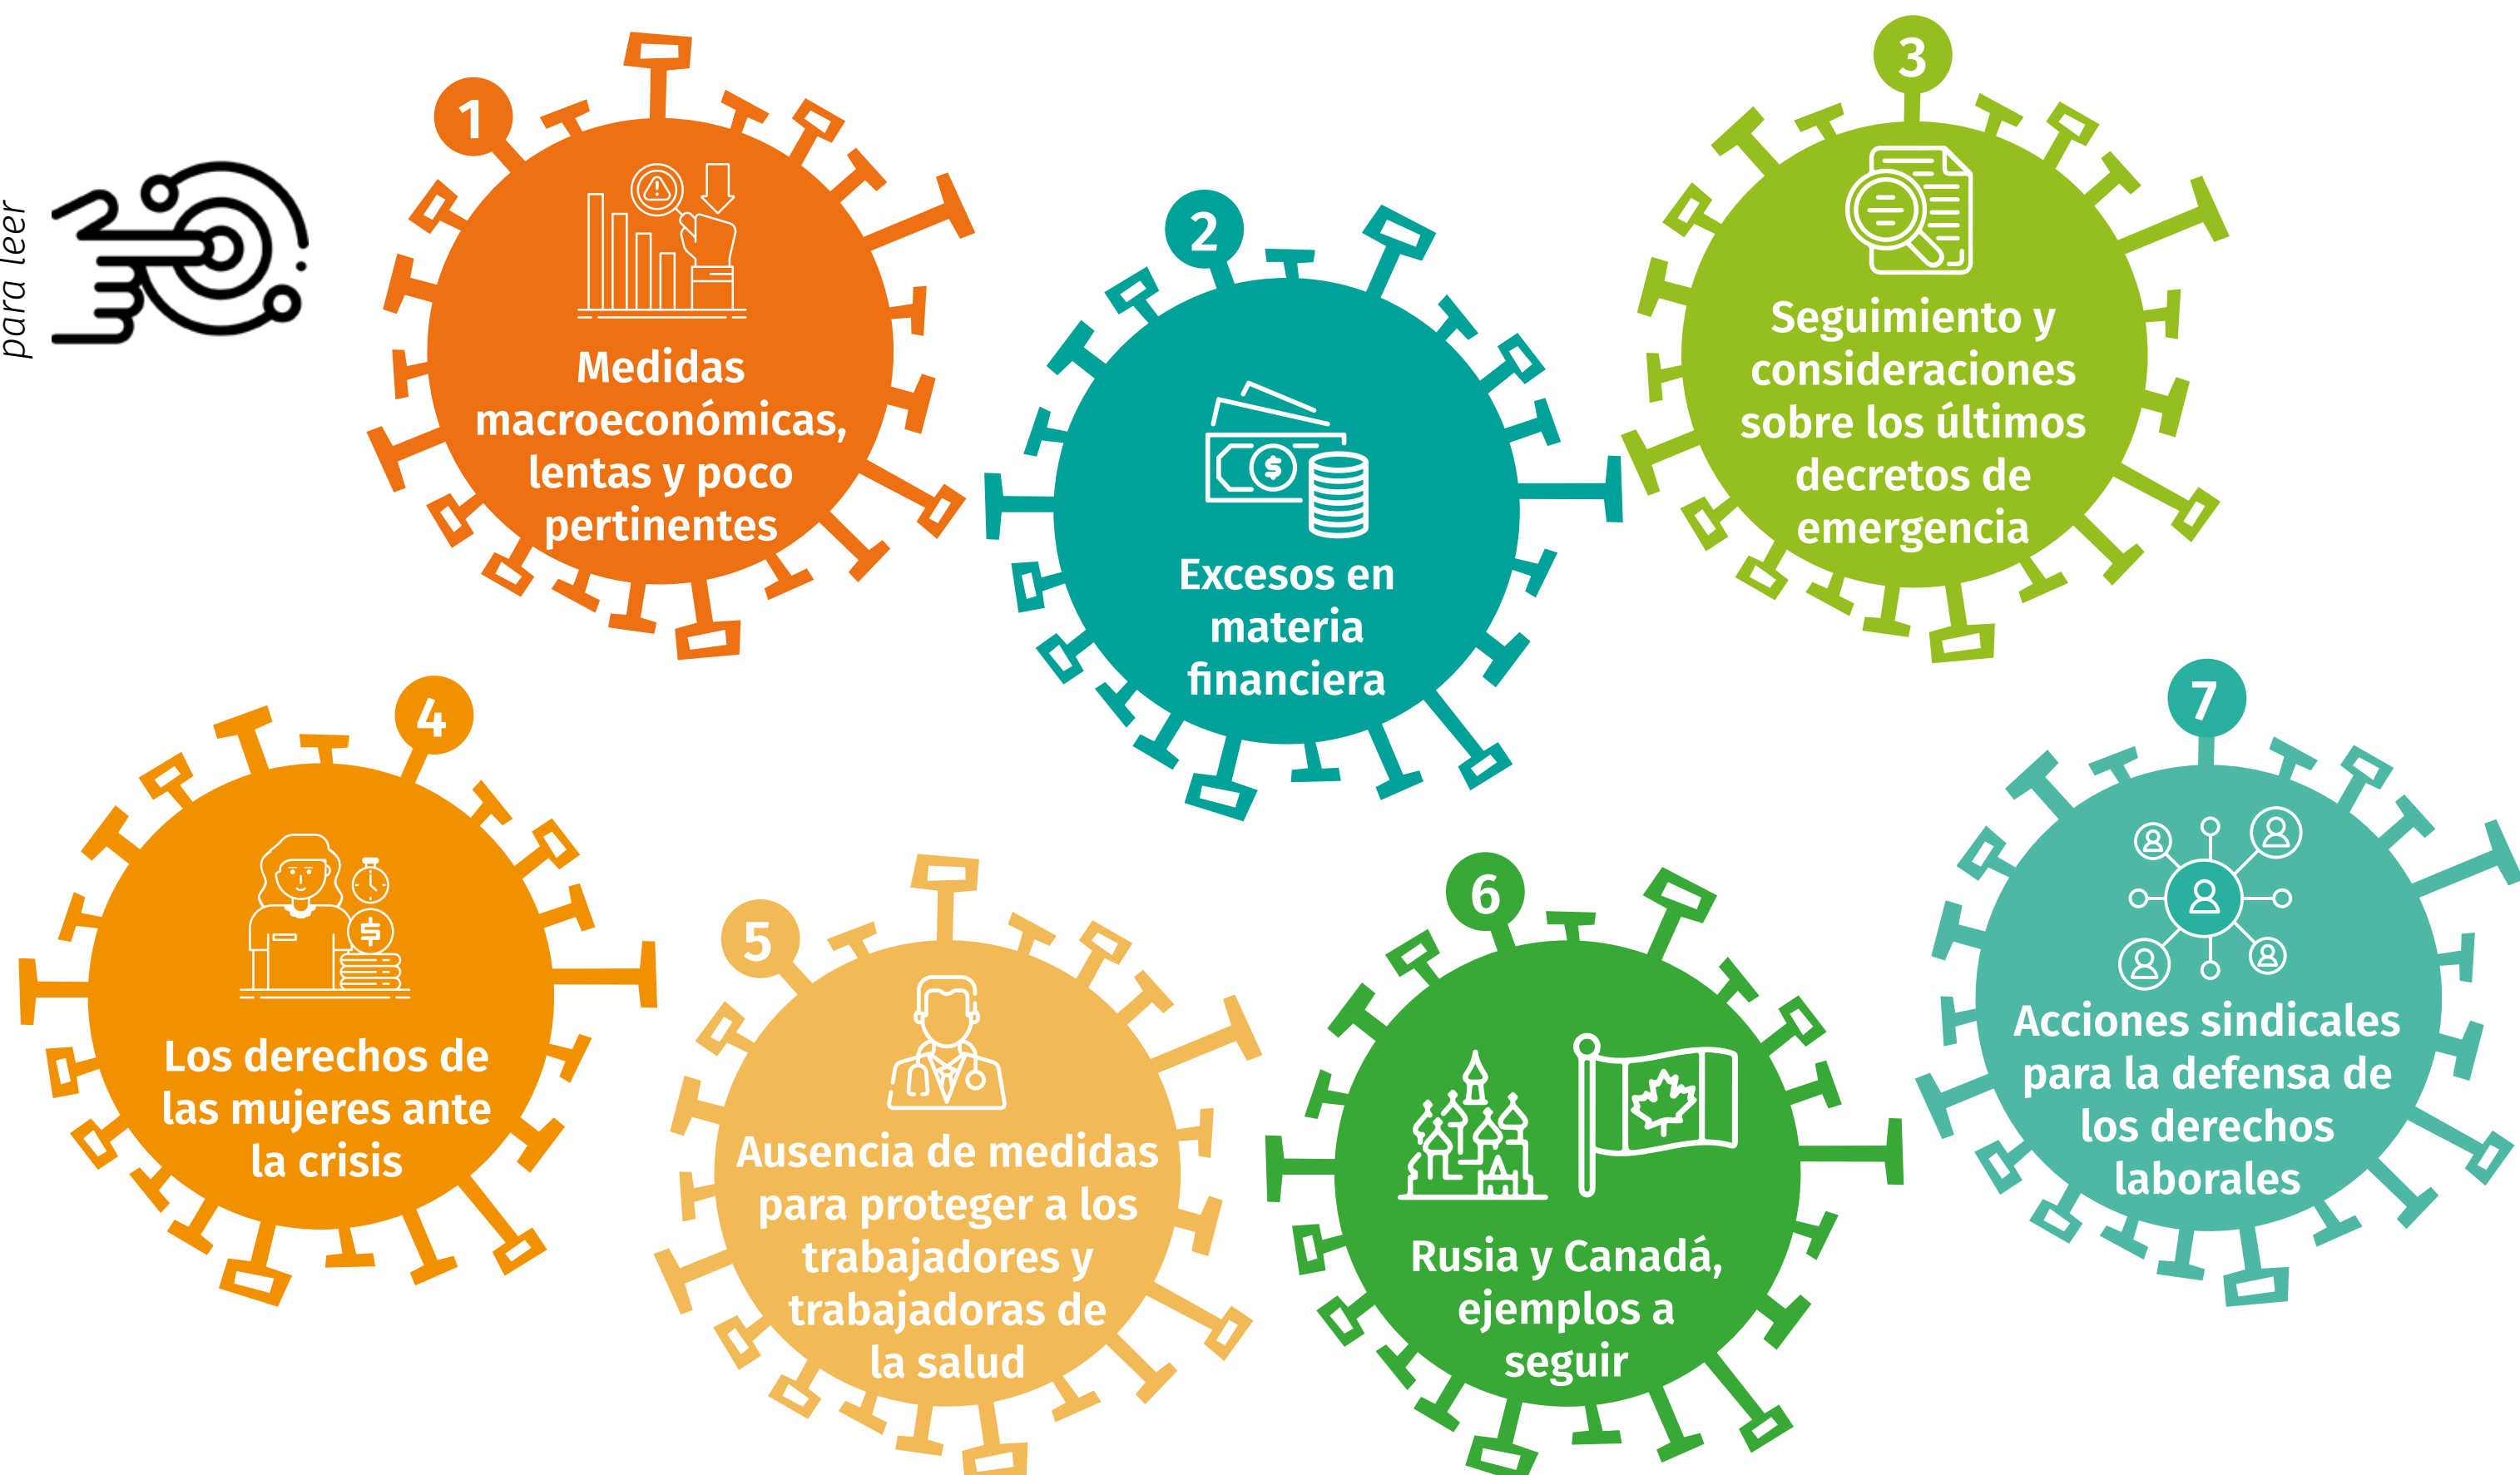 para leer
1
Medidas
macroeconómicas,
lentas y poco
pertinentes
2
Excesos en
materia
financiera
3
Seguimiento y
consideraciones
sobre los últimos
decretos de
emergencia
4
Los derechos de
las mujeres ante
la crisis
5
Ausencia de medidas
para proteger a los
trabajadores y
trabajadoras de
la salud
6
Rusia y Canadá,
ejemplos a
seguir
7
Acciones sindicales
para la defensa de
los derechos
laborales